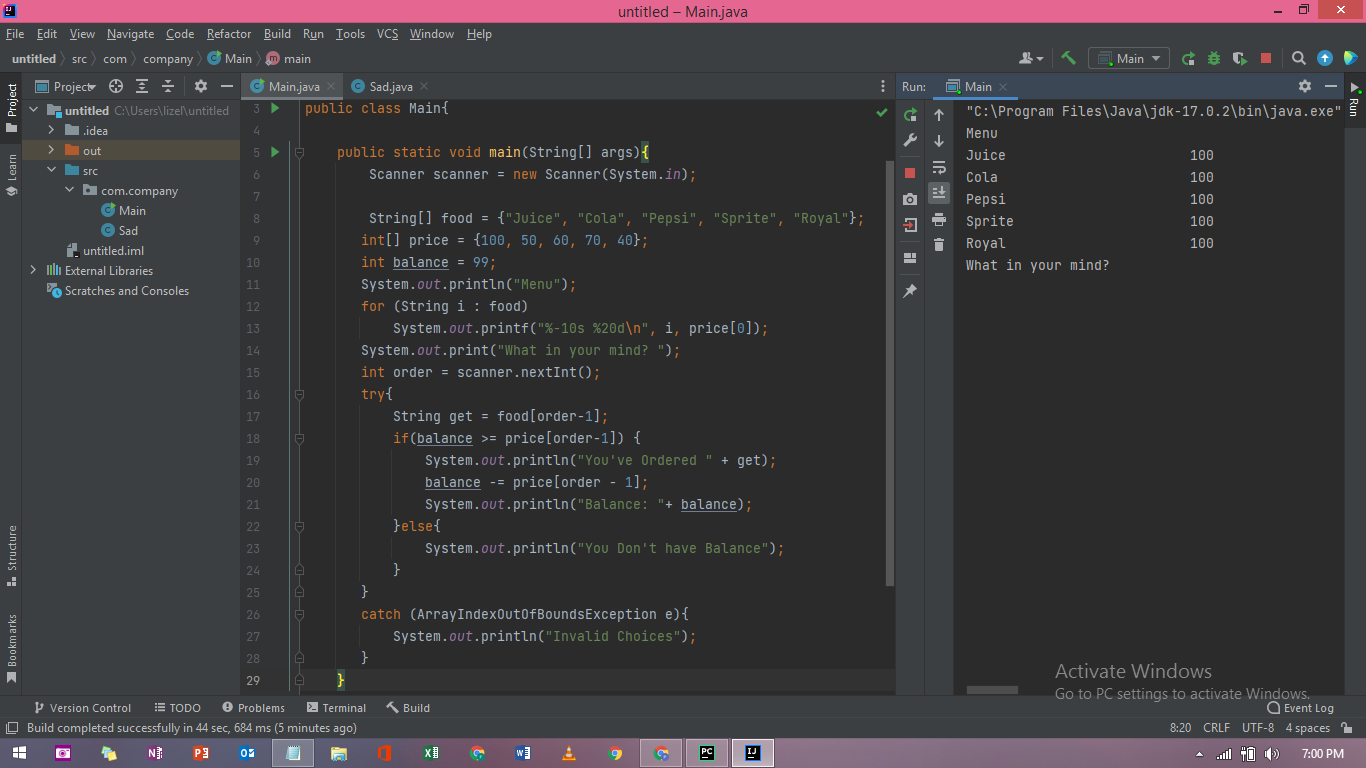 untitled – Main.java
File Edit View Navigate Code Refactor Build Run Tools VCS Window Help
untitled src com company Main main
Main
Project
Main.java
Sad.java
Run:
Main
Project
Learn
Structure
Bookmarks
Run
untitled C:\Users\lizel\untitled
.idea
out
src
com.company
Main
Sad
untitled.iml
External Libraries
Scratches and Consoles
3 public class Main{
4
5 public static void main(String[] args){
6 Scanner scanner = new Scanner(System.in);
7
8 String[] food = {"Juice", "Cola", "Pepsi", "Sprite", "Royal"};
9 int[] price = {100, 50, 60, 70, 40};
10 int balance = 99;
11 System.out.println("Menu");
12 for (String i : food)
13 System.out.printf("%-10s %20d\n", i, price[0]);
14 System.out.print("What in your mind? ");
15 int order = scanner.nextInt();
16 try{
17 String get = food[order-1];
18 if(balance >= price[order-1]) {
19 System.out.println("You've Ordered " + get);
20 balance -= price[order - 1];
21 System.out.println("Balance: "+ balance);
22 }else{
23 System.out.println("You Don't have Balance");
24 }
25 }
26 catch (ArrayIndexOutOfBoundsException e){
27 System.out.println("Invalid Choices");
28 }
29 }
"C:\Program Files\Java\jdk-17.0.2\bin\java.exe"
Menu
Juice 100
Cola 100
Pepsi 100
Sprite 100
Royal 100
What in your mind?
Activate Windows
Go to PC settings to activate Windows.
Version Control TODO Problems Terminal Build Event Log
Build completed successfully in 44 sec, 684 ms (5 minutes ago) 8:20 CRLF UTF-8 4 spaces
7:00 PM